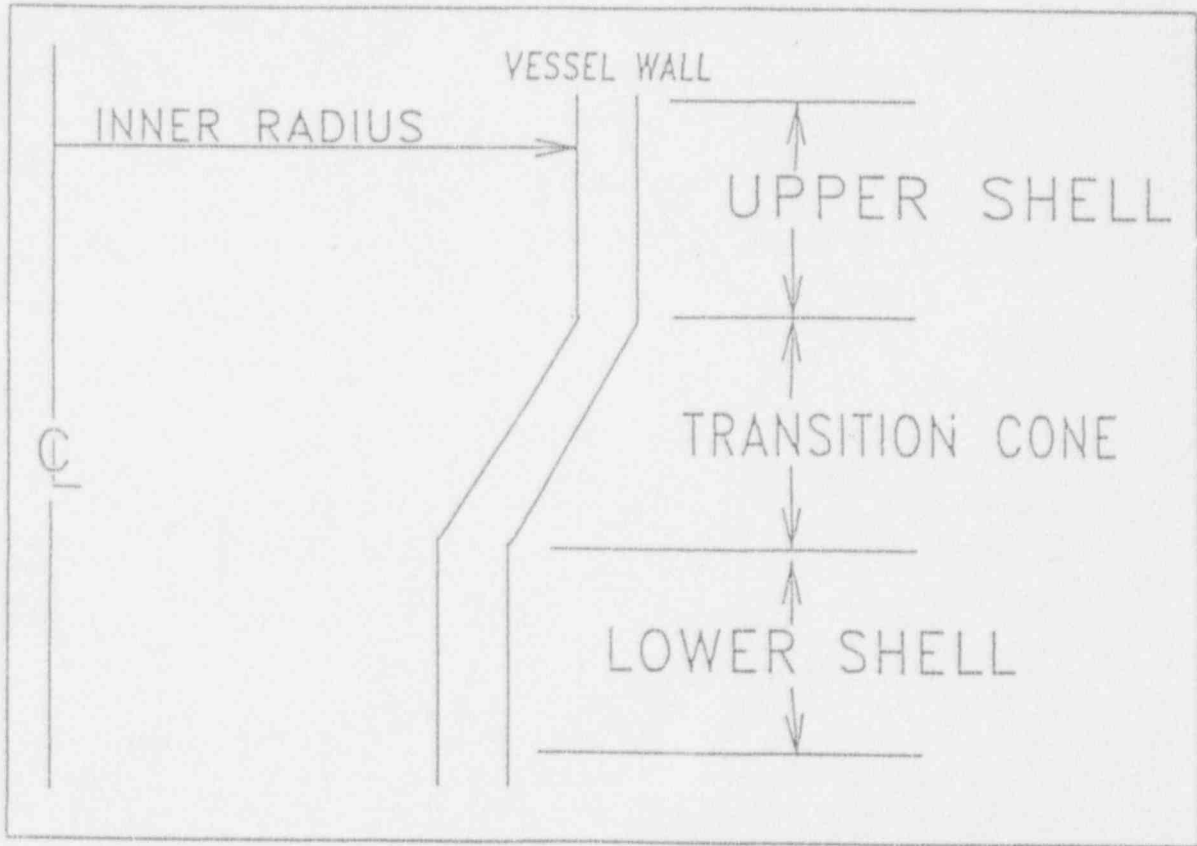 VESSEL WALL
INNER RADIUS
UPPER SHELL
TRANSITION CONE
℄
LOWER SHELL